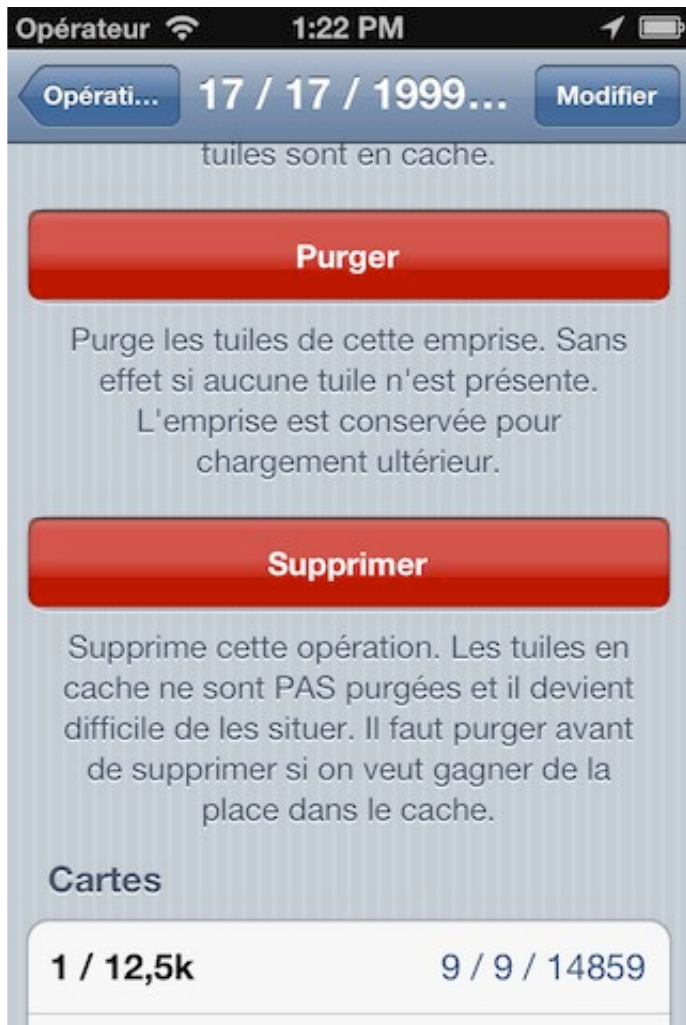 Opérateur 1:22 PM
Opérati... 17 / 17 / 1999... Modifier
tuiles sont en cache.
Purger
Purge les tuiles de cette emprise. Sans
effet si aucune tuile n'est présente.
L'emprise est conservée pour
chargement ultérieur.
Supprimer
Supprime cette opération. Les tuiles en
cache ne sont PAS purgées et il devient
difficile de les situer. Il faut purger avant
de supprimer si on veut gagner de la
place dans le cache.
Cartes
1 / 12,5k 9 / 9 / 14859